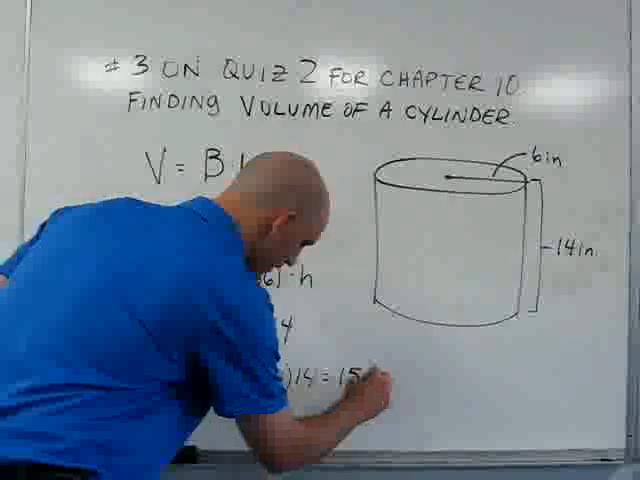 # 3 ON QUIZ 2 FOR CHAPTER 10
FINDING VOLUME OF A CYLINDER
V = B
6in
14in.
6) · h
4
) 14 = 15